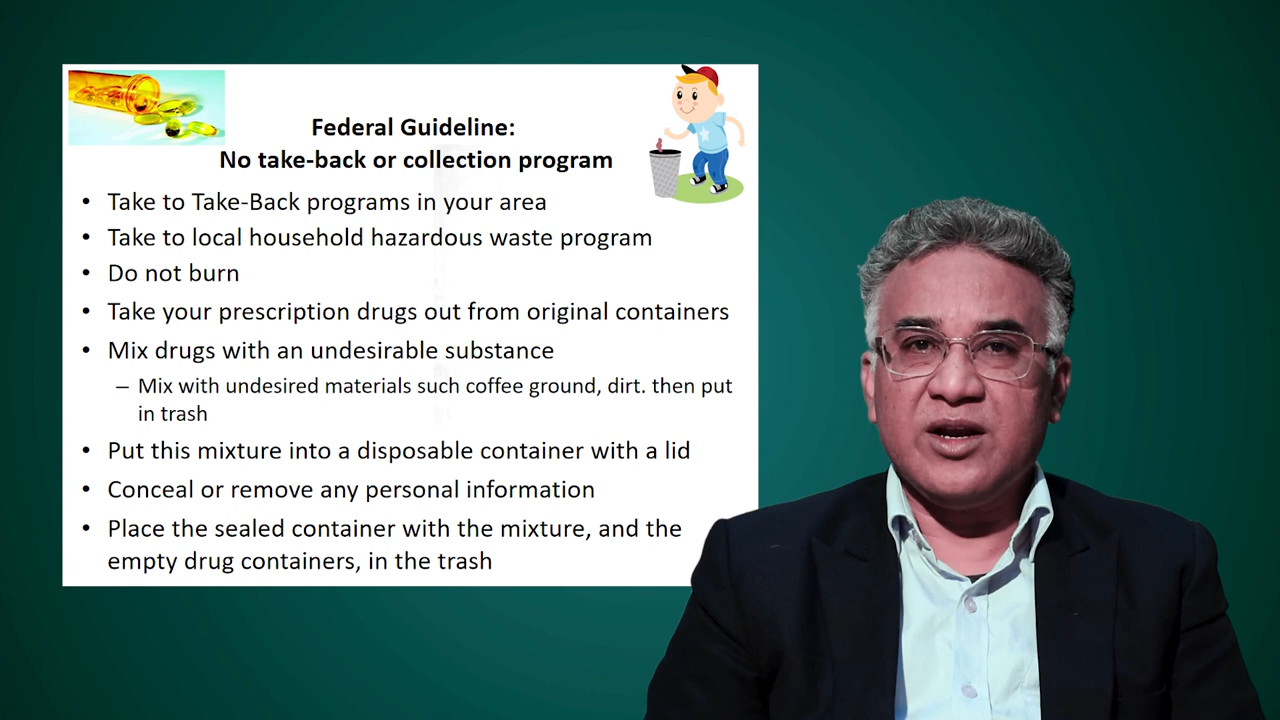 Federal Guideline:
No take-back or collection program
• Take to Take-Back programs in your area
• Take to local household hazardous waste program
• Do not burn
• Take your prescription drugs out from original containers
• Mix drugs with an undesirable substance
– Mix with undesired materials such coffee ground, dirt. then put
in trash
• Put this mixture into a disposable container with a lid
• Conceal or remove any personal information
• Place the sealed container with the mixture, and the
empty drug containers, in the trash